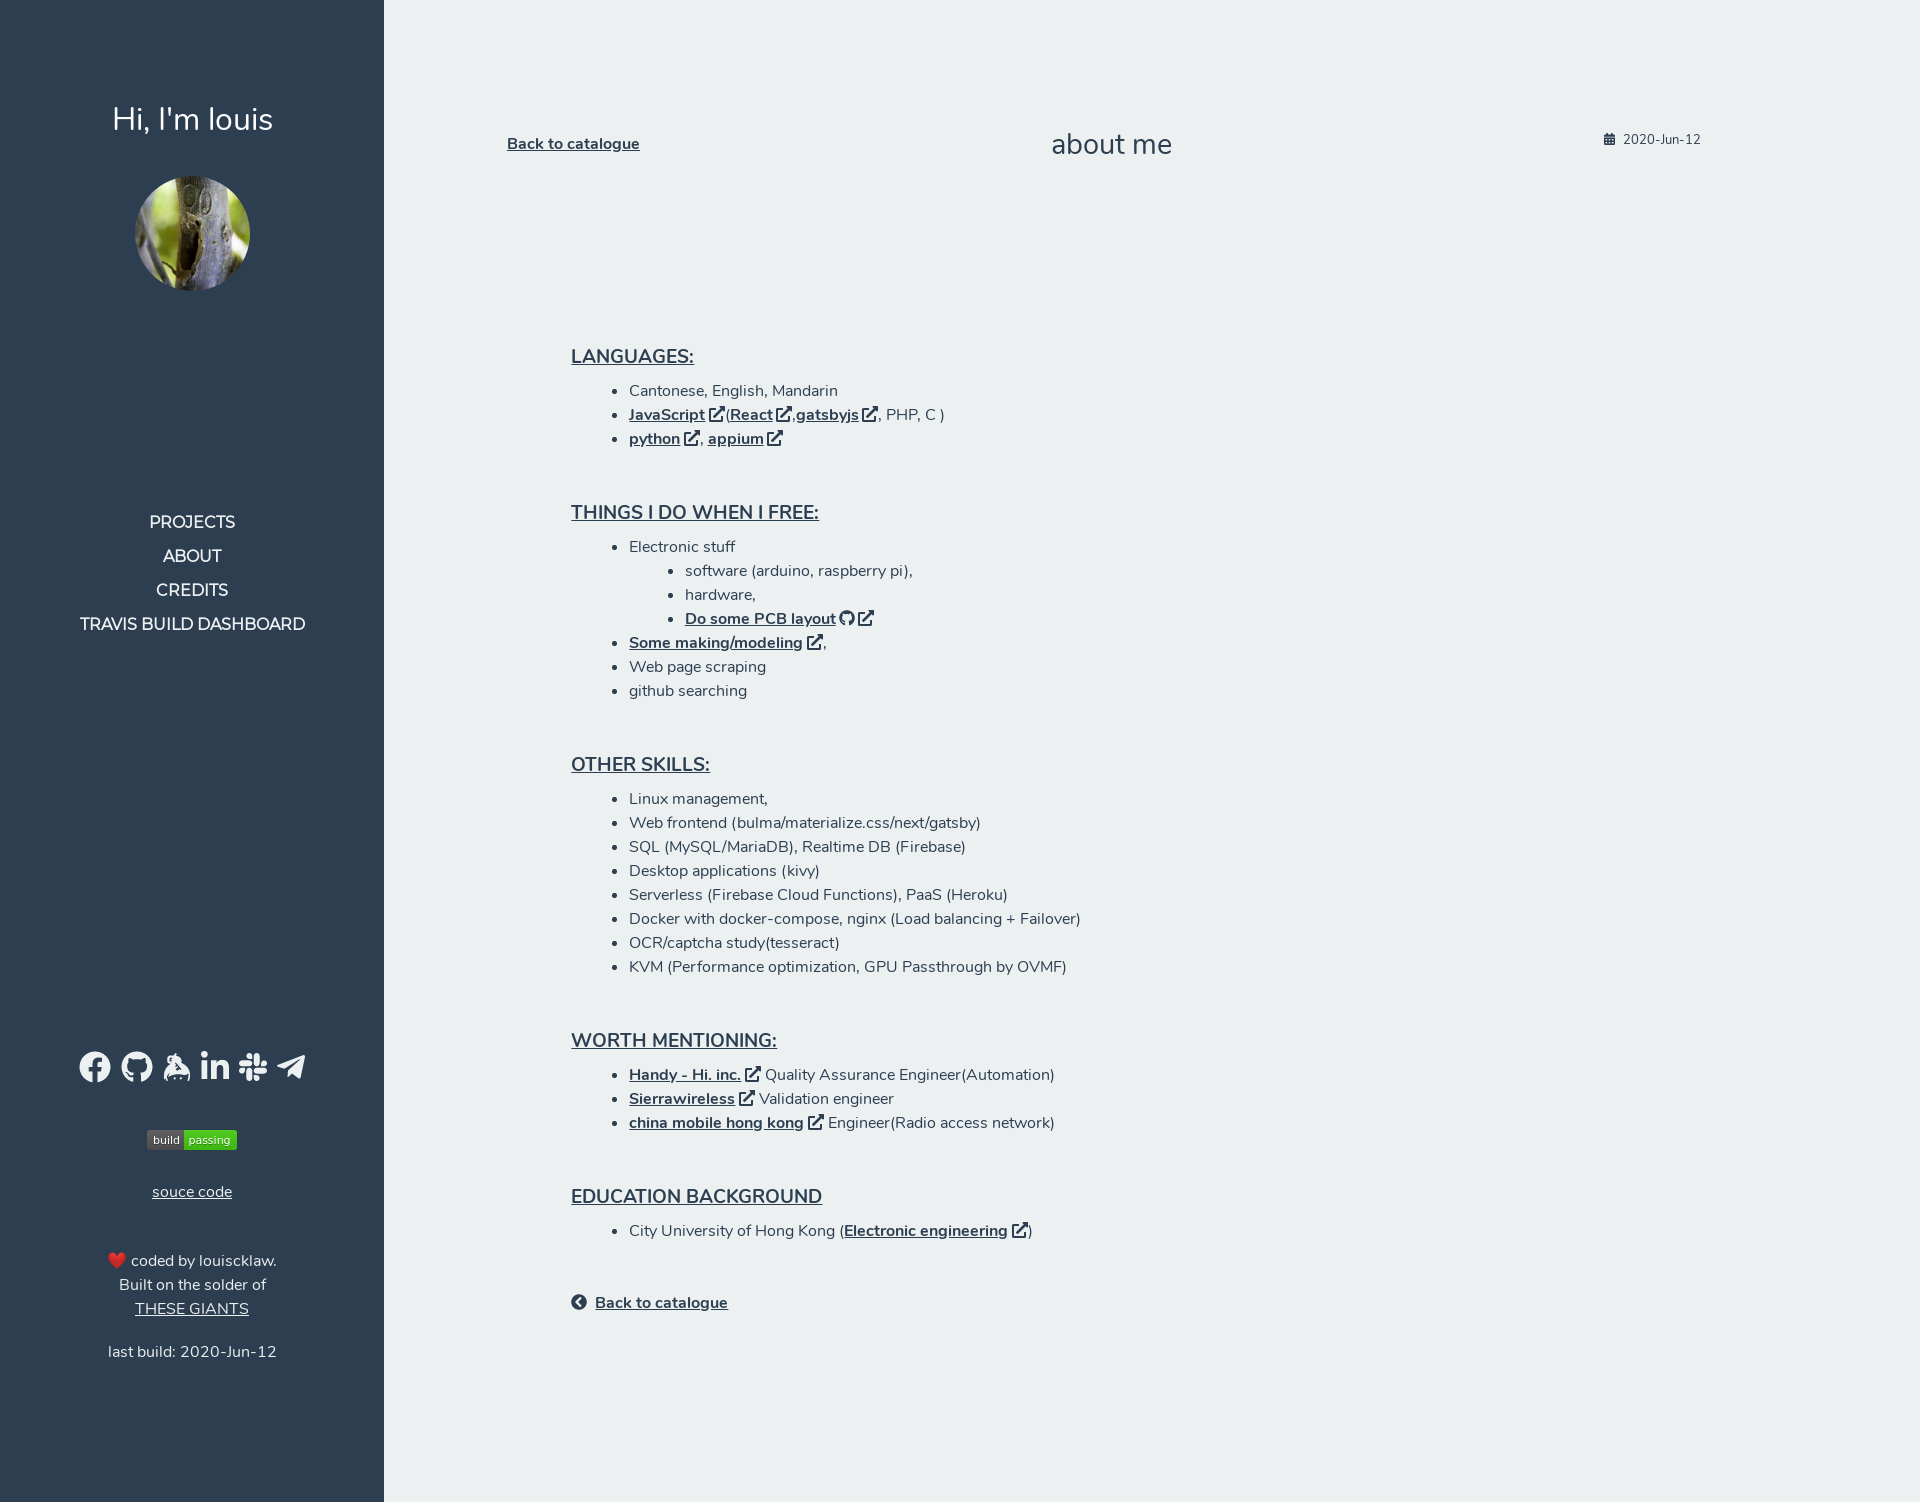 Hi, I'm louis
PROJECTS
ABOUT
CREDITS
TRAVIS BUILD DASHBOARD
build passing
souce code
❤️ coded by louiscklaw.
Built on the solder of
THESE GIANTS
last build: 2020-Jun-12
Back to catalogue
about me
2020-Jun-12
LANGUAGES:
Cantonese, English, Mandarin
JavaScript (React ,gatsbyjs , PHP, C )
python , appium
THINGS I DO WHEN I FREE:
Electronic stuff
software (arduino, raspberry pi),
hardware,
Do some PCB layout
Some making/modeling ,
Web page scraping
github searching
OTHER SKILLS:
Linux management,
Web frontend (bulma/materialize.css/next/gatsby)
SQL (MySQL/MariaDB), Realtime DB (Firebase)
Desktop applications (kivy)
Serverless (Firebase Cloud Functions), PaaS (Heroku)
Docker with docker-compose, nginx (Load balancing + Failover)
OCR/captcha study(tesseract)
KVM (Performance optimization, GPU Passthrough by OVMF)
WORTH MENTIONING:
Handy - Hi. inc. Quality Assurance Engineer(Automation)
Sierrawireless Validation engineer
china mobile hong kong Engineer(Radio access network)
EDUCATION BACKGROUND
City University of Hong Kong (Electronic engineering )
Back to catalogue